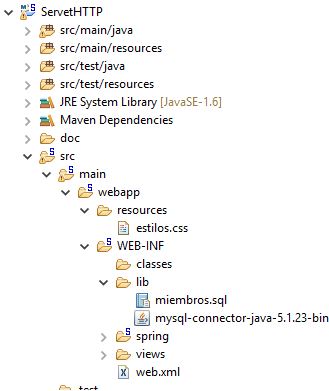 ServetHTTP
src/main/java
src/main/resources
src/test/java
src/test/resources
JRE System Library [JavaSE-1.6]
Maven Dependencies
doc
src
main
webapp
resources
estilos.css
WEB-INF
classes
lib
miembros.sql
mysql-connector-java-5.1.23-bin
spring
views
web.xml
test